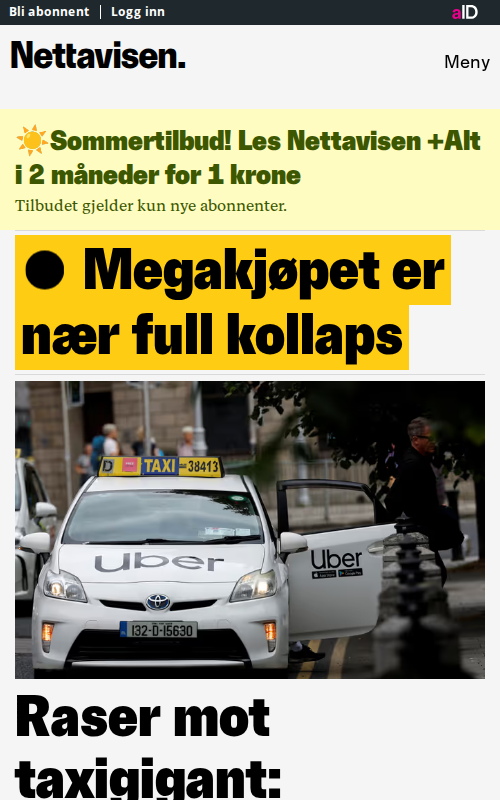 Bli abonnent
Logg inn
aID
Nettavisen.
Meny
☀️Sommertilbud! Les Nettavisen +Alt
i 2 måneder for 1 krone
Tilbudet gjelder kun nye abonnenter.
● Megakjøpet er
nær full kollaps
TAXI 38413
Uber
Uber
132-D-15630
Raser mot
taxigigant: